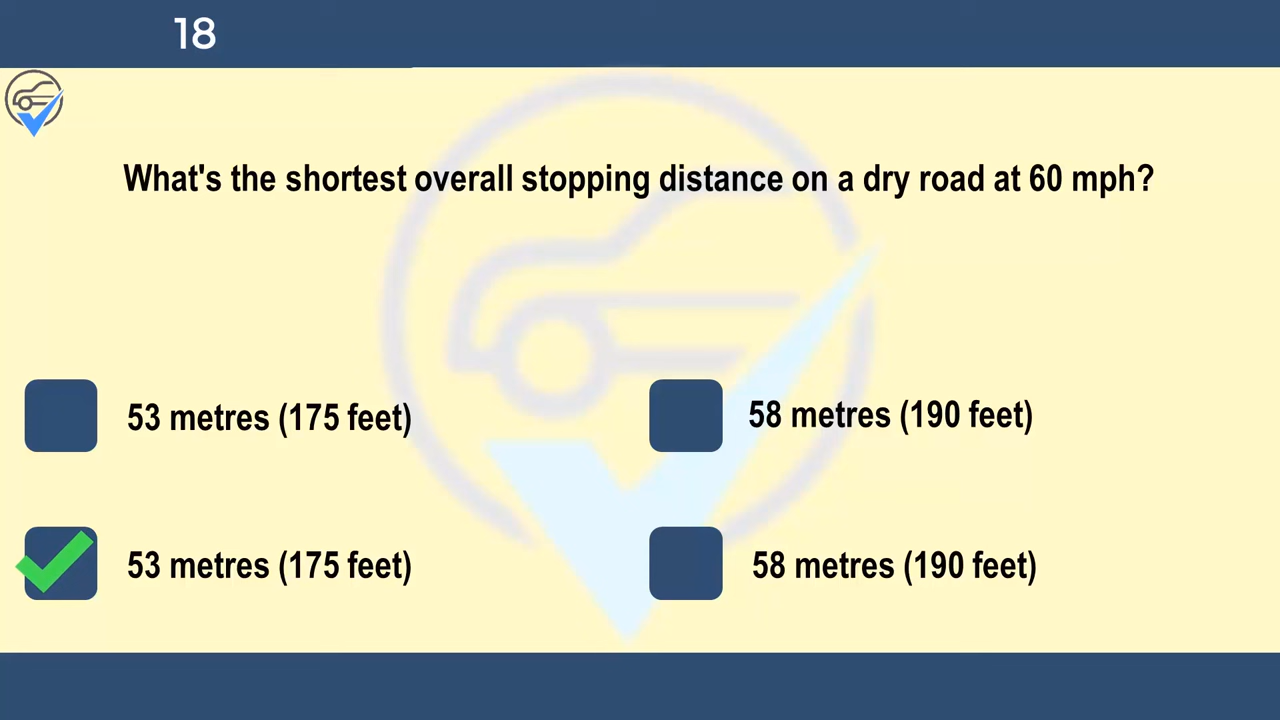 18
What's the shortest overall stopping distance on a dry road at 60 mph?
53 metres (175 feet)
58 metres (190 feet)
53 metres (175 feet)
58 metres (190 feet)